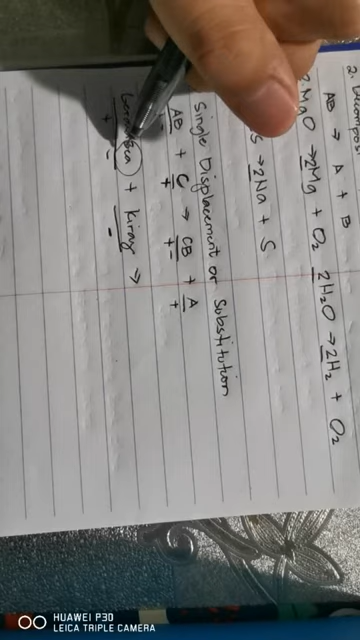 2. Decomposi
AB → A + B
2MgO → 2Mg + O₂ 2H₂O → 2H₂ + O₂
S → 2Na + S
Single Displacement or Substitution
AB + C → CB + A
- + + - +
+ kiray →
+ - -
HUAWEI P30
LEICA TRIPLE CAMERA